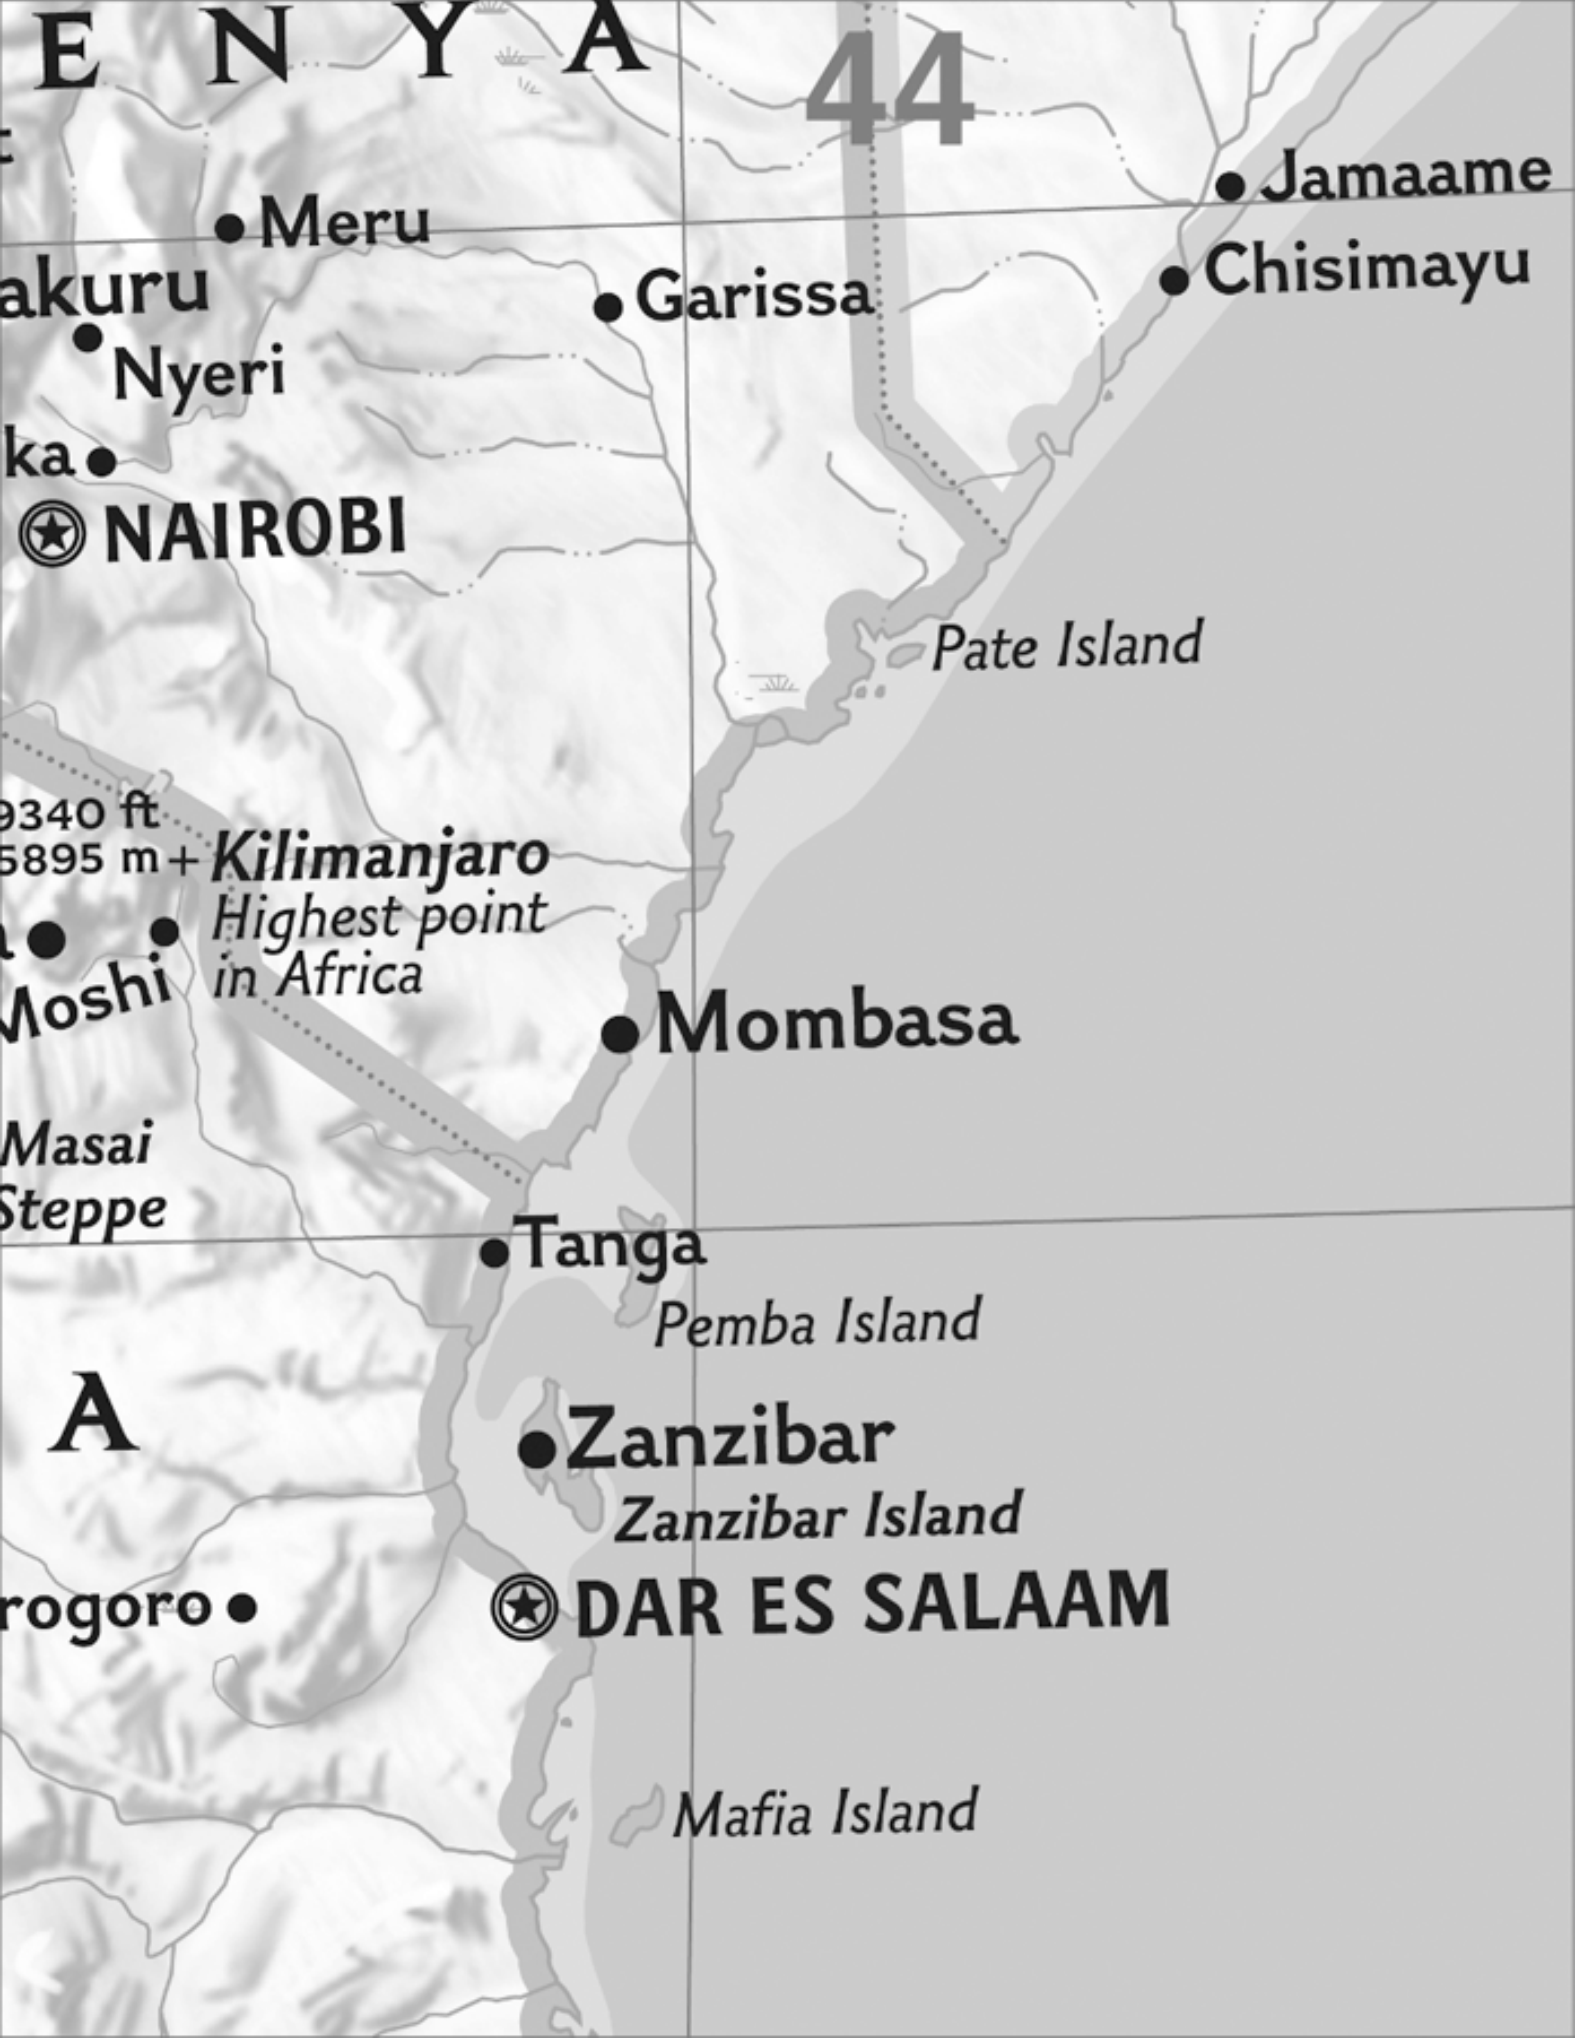 E N Y A
44
t
Jamaame
Meru
Chisimayu
akuru
Garissa
Nyeri
ka
NAIROBI
Pate Island
9340 ft
5895 m +
Kilimanjaro
Highest point
in Africa
a
Moshi
Mombasa
Masai
Steppe
Tanga
Pemba Island
A
Zanzibar
Zanzibar Island
rogoro
DAR ES SALAAM
Mafia Island